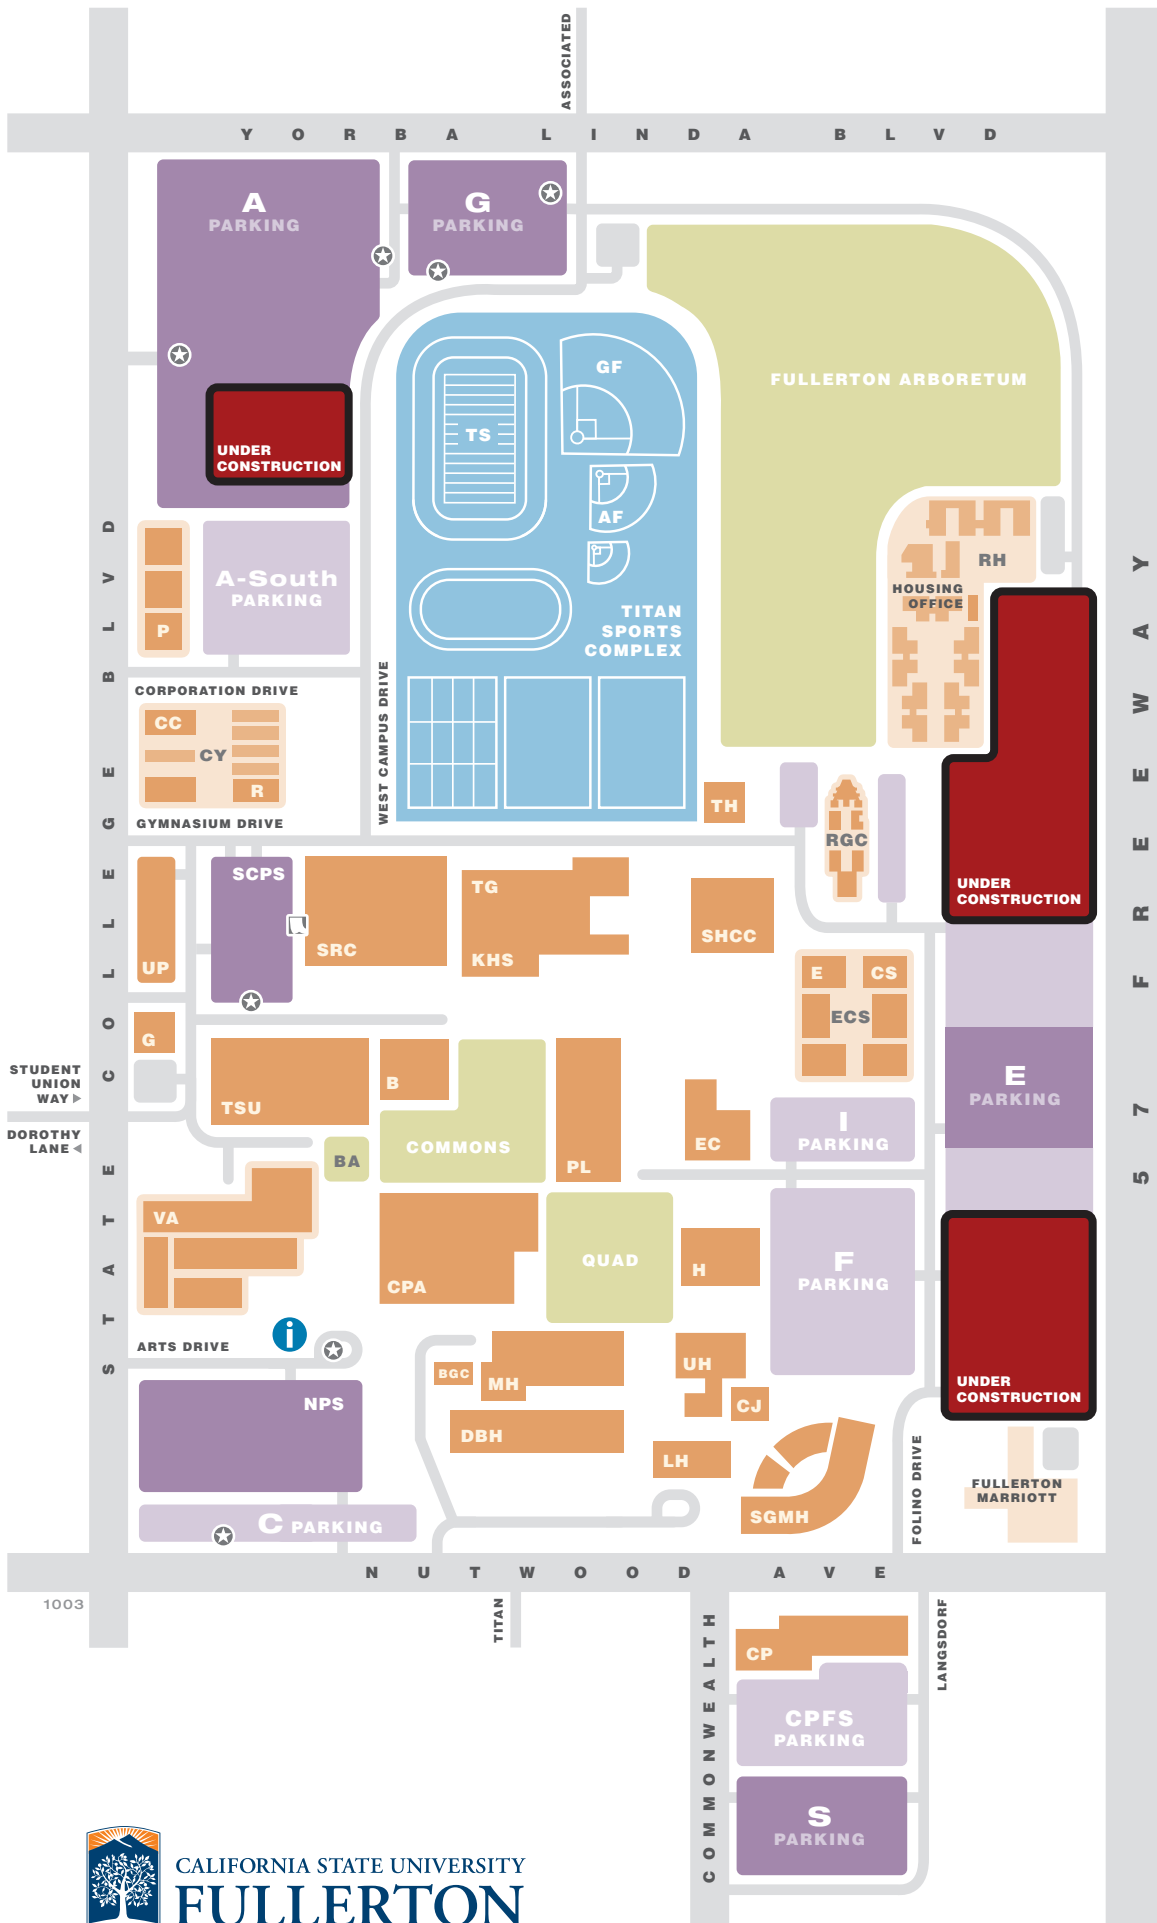 ASSOCIATED
YORBA LINDA BLVD
A
PARKING
G
PARKING
GF
FULLERTON ARBORETUM
TS
UNDER
CONSTRUCTION
AF
RH
A-South
PARKING
HOUSING
OFFICE
P
TITAN
SPORTS
COMPLEX
CORPORATION DRIVE
WEST CAMPUS DRIVE
CC
CY
R
TH
GYMNASIUM DRIVE
RGC
STATE COLLEGE BLVD
57 FREEWAY
SCPS
TG
UNDER
CONSTRUCTION
SRC
KHS
SHCC
UP
E
CS
ECS
G
STUDENT
UNION
WAY
B
TSU
E
PARKING
I
PARKING
DOROTHY
LANE
EC
COMMONS
BA
PL
VA
QUAD
H
F
PARKING
CPA
i
ARTS DRIVE
BGC
MH
UH
UNDER
CONSTRUCTION
NPS
CJ
DBH
LH
FOLINO DRIVE
FULLERTON
MARRIOTT
SGMH
C PARKING
NUTWOOD AVE
1003
TITAN
COMMONWEALTH
LANGSDORF
CP
CPFS
PARKING
S
PARKING
CALIFORNIA STATE UNIVERSITY
FULLERTON